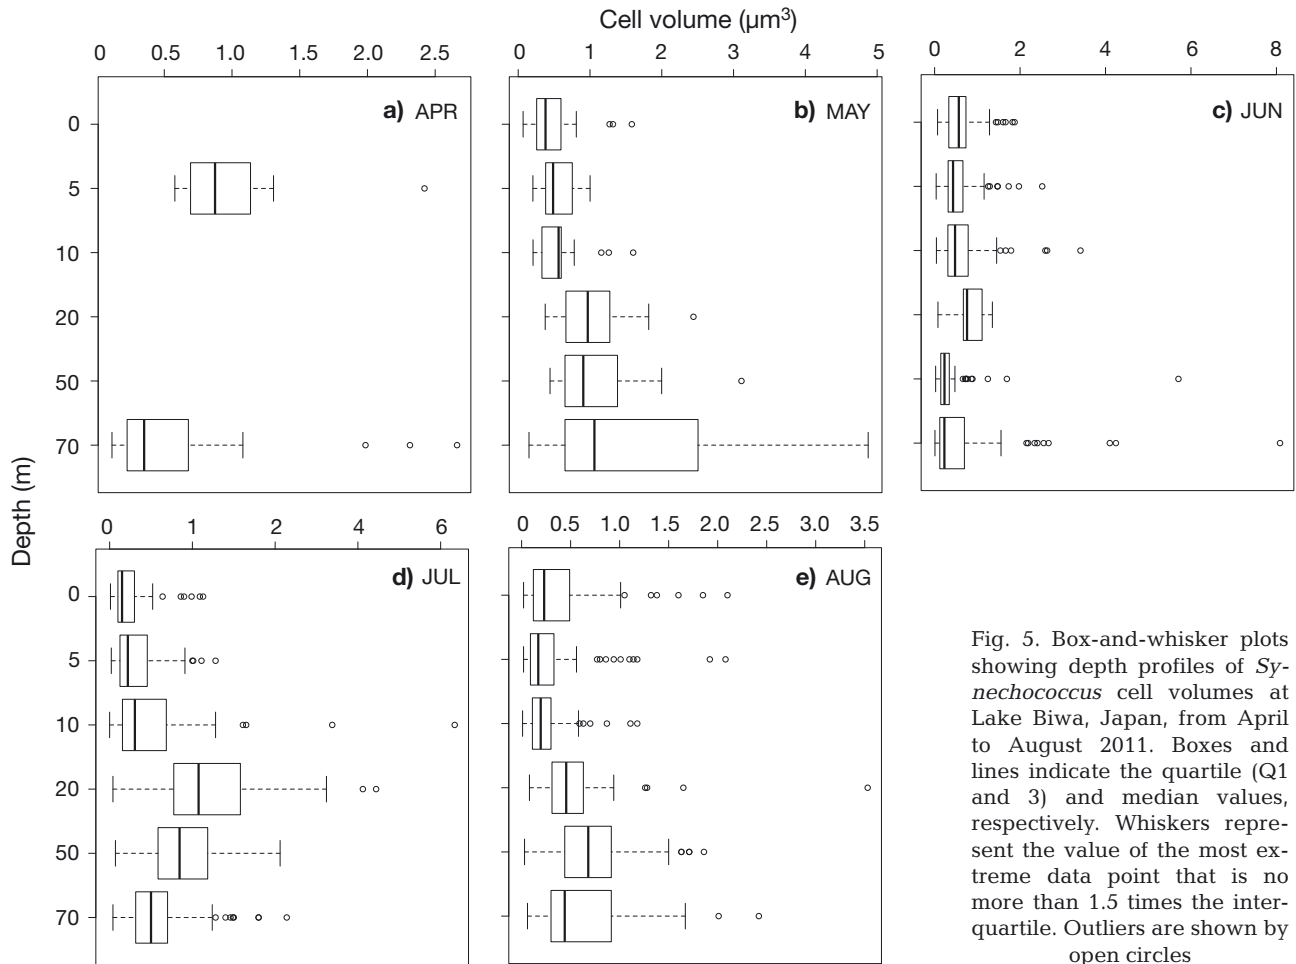 Cell volume (µm³)
0 0.5 1.0 1.5 2.0 2.5
0 1 2 3 4 5
0 2 4 6 8
a) APR
b) MAY
c) JUN
0
5
10
20
50
70
Depth (m)
0 1 2 3 4 6
0 0.5 1.0 1.5 2.0 2.5 3.0 3.5
d) JUL
e) AUG
0
5
10
20
50
70
Fig. 5. Box-and-whisker plots
showing depth profiles of Sy-
nechococcus cell volumes at
Lake Biwa, Japan, from April
to August 2011. Boxes and
lines indicate the quartile (Q1
and 3) and median values,
respectively. Whiskers repre-
sent the value of the most ex-
treme data point that is no
more than 1.5 times the inter-
quartile. Outliers are shown by
open circles